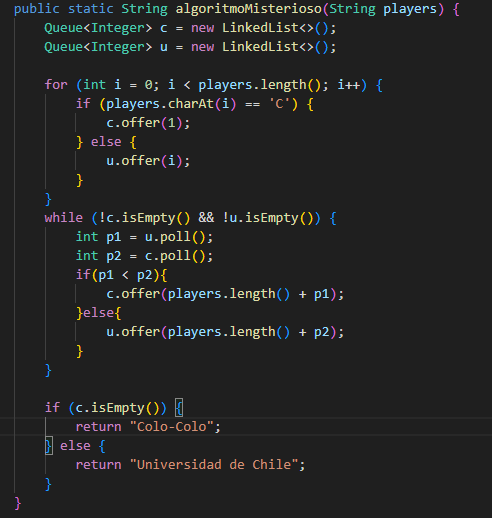 public static String algoritmoMisterioso(String players) {
    Queue<Integer> c = new LinkedList<>();
    Queue<Integer> u = new LinkedList<>();

    for (int i = 0; i < players.length(); i++) {
        if (players.charAt(i) == 'C') {
            c.offer(1);
        } else {
            u.offer(i);
        }
    }
    while (!c.isEmpty() && !u.isEmpty()) {
        int p1 = u.poll();
        int p2 = c.poll();
        if(p1 < p2){
            c.offer(players.length() + p1);
        }else{
            u.offer(players.length() + p2);
        }
    }

    if (c.isEmpty()) {
        return "Colo-Colo";
    } else {
        return "Universidad de Chile";
    }
}